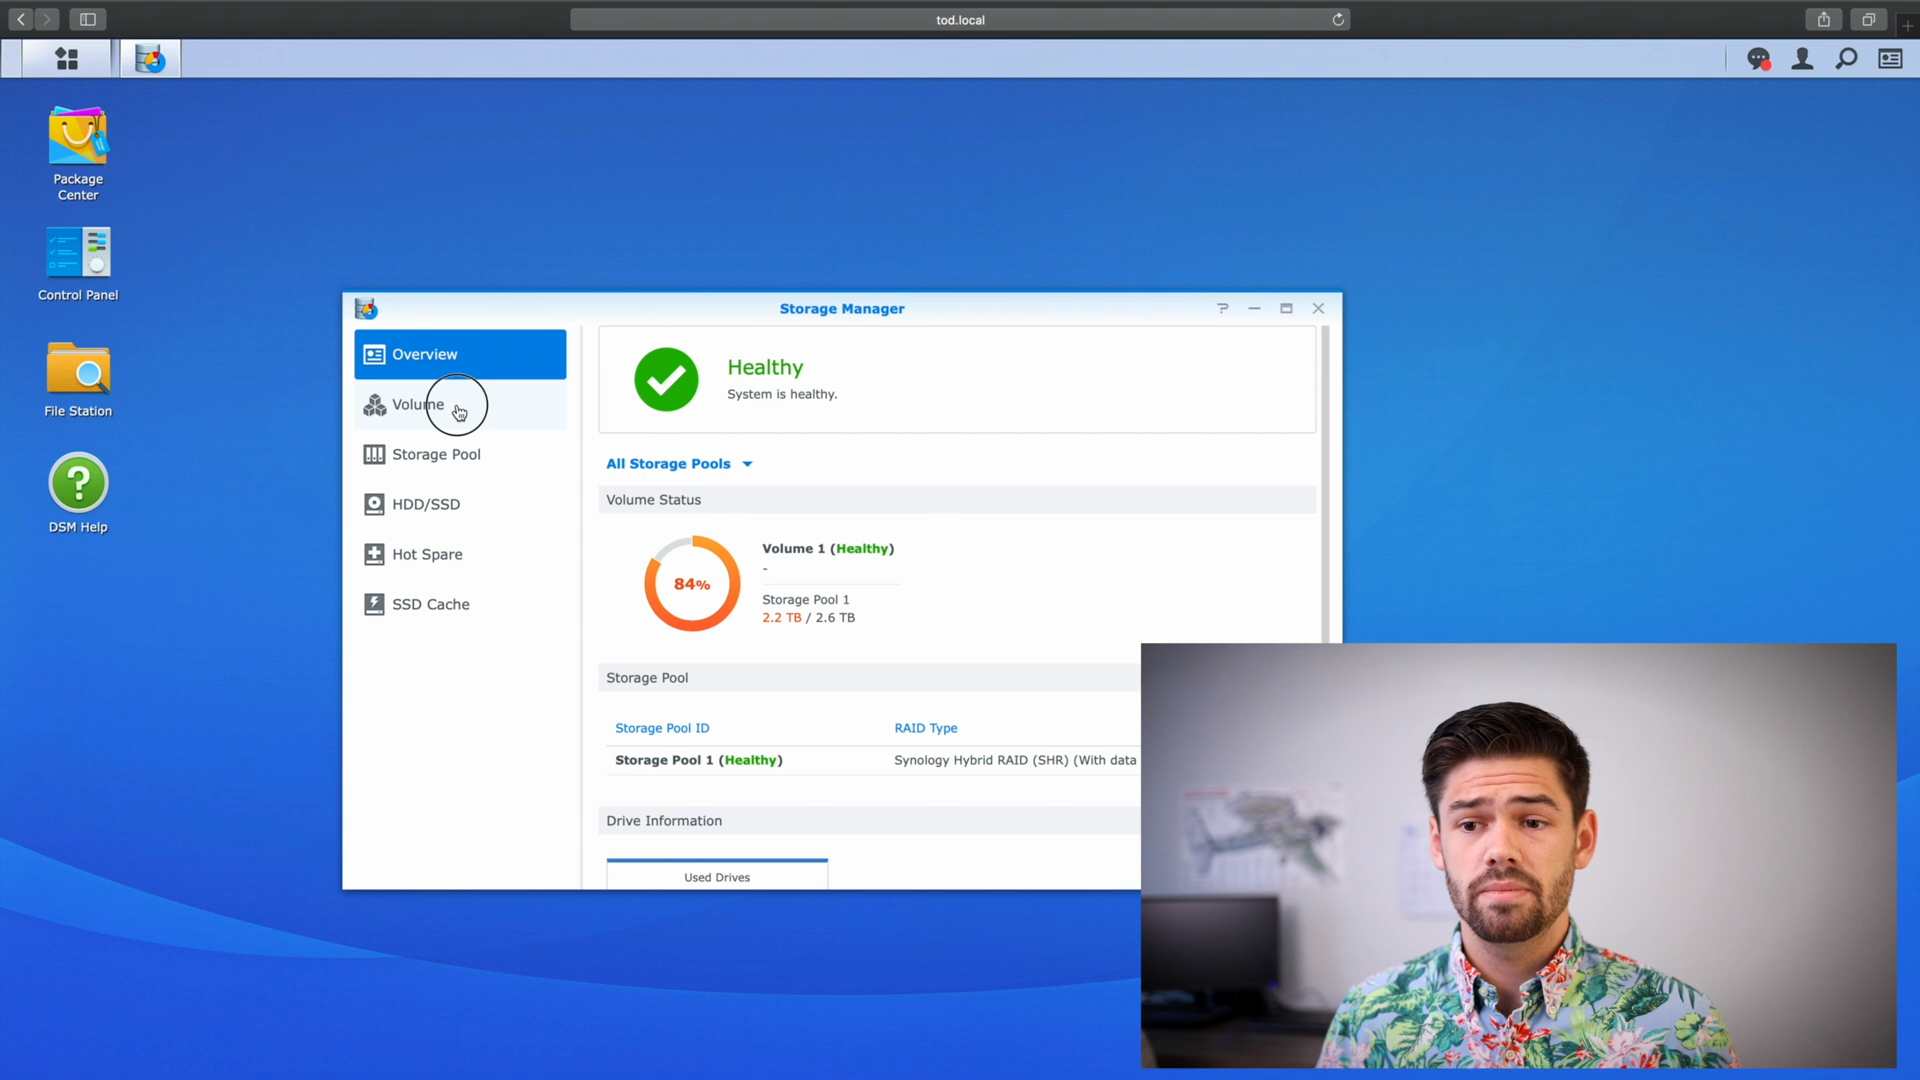 tod.local
Package
Center
Control Panel
File Station
DSM Help
Storage Manager
Overview
Volume
Storage Pool
HDD/SSD
Hot Spare
SSD Cache
Healthy
System is healthy.
All Storage Pools
Volume Status
84%
Volume 1 (Healthy)
-
Storage Pool 1
2.2 TB / 2.6 TB
Storage Pool
Storage Pool ID RAID Type
Storage Pool 1 (Healthy) Synology Hybrid RAID (SHR) (With data
Drive Information
Used Drives